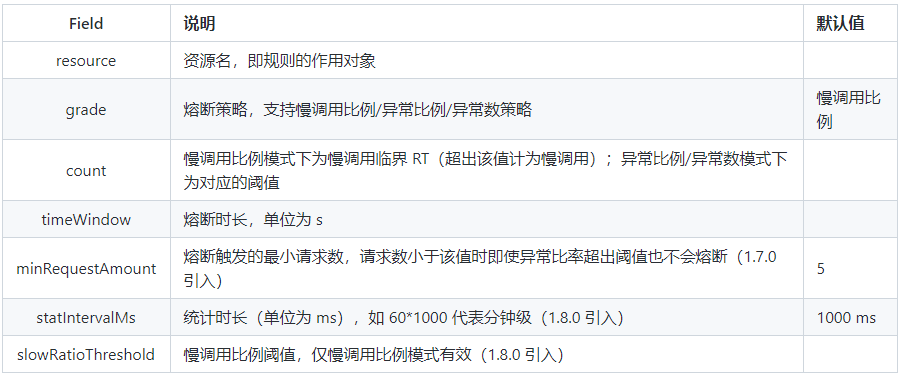 Field 说明 默认值
resource 资源名，即规则的作用对象
grade 熔断策略，支持慢调用比例/异常比例/异常数策略 慢调用比
例
count 慢调用比例模式下为慢调用临界 RT（超出该值计为慢调用）；异常比例/异常数模式下
为对应的阈值
timeWindow 熔断时长，单位为 s
minRequestAmount 熔断触发的最小请求数，请求数小于该值时即使异常比率超出阈值也不会熔断（1.7.0
引入） 5
statIntervalMs 统计时长（单位为 ms），如 60*1000 代表分钟级（1.8.0 引入） 1000 ms
slowRatioThreshold 慢调用比例阈值，仅慢调用比例模式有效（1.8.0 引入）